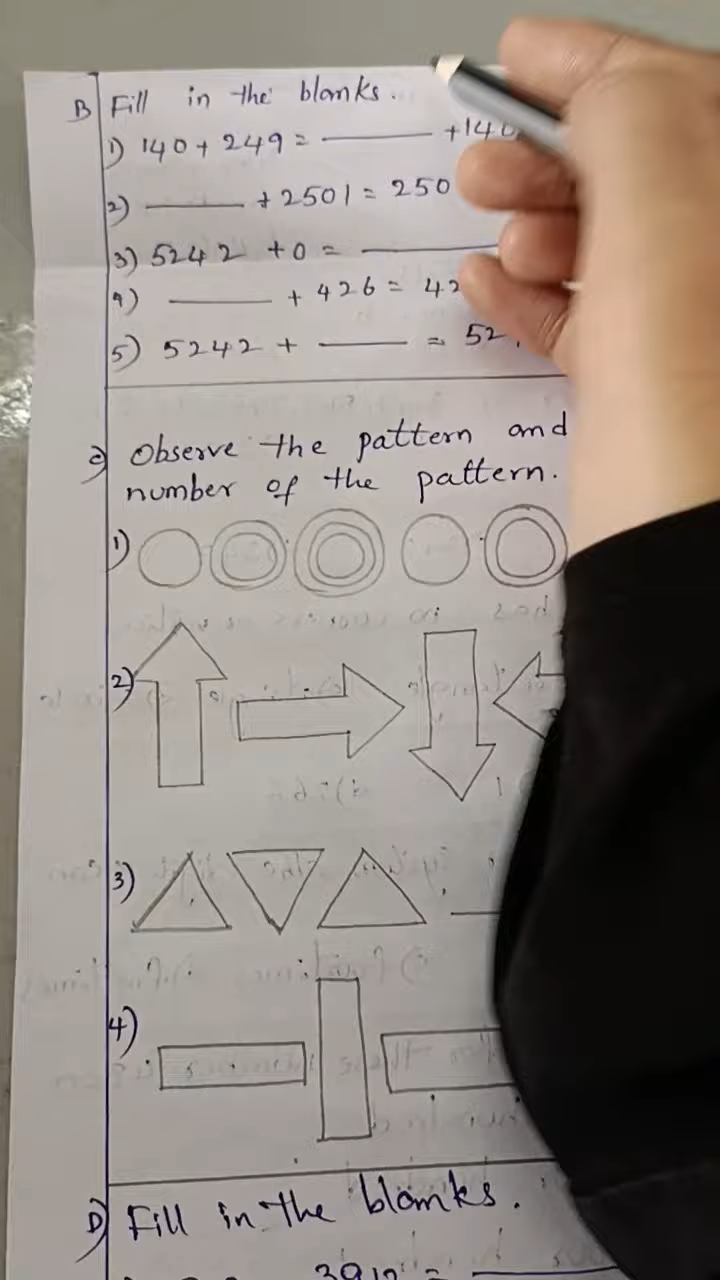 B) Fill in the blanks.
1) 140 + 249 = ______ +140
2) ______ + 2501 = 250
3) 5242 + 0 = ______
4) ______ + 426 = 42
5) 5242 + ______ = 52
c) Observe the pattern and
number of the pattern.
1)
2)
3)
4)
D) Fill in the blanks.